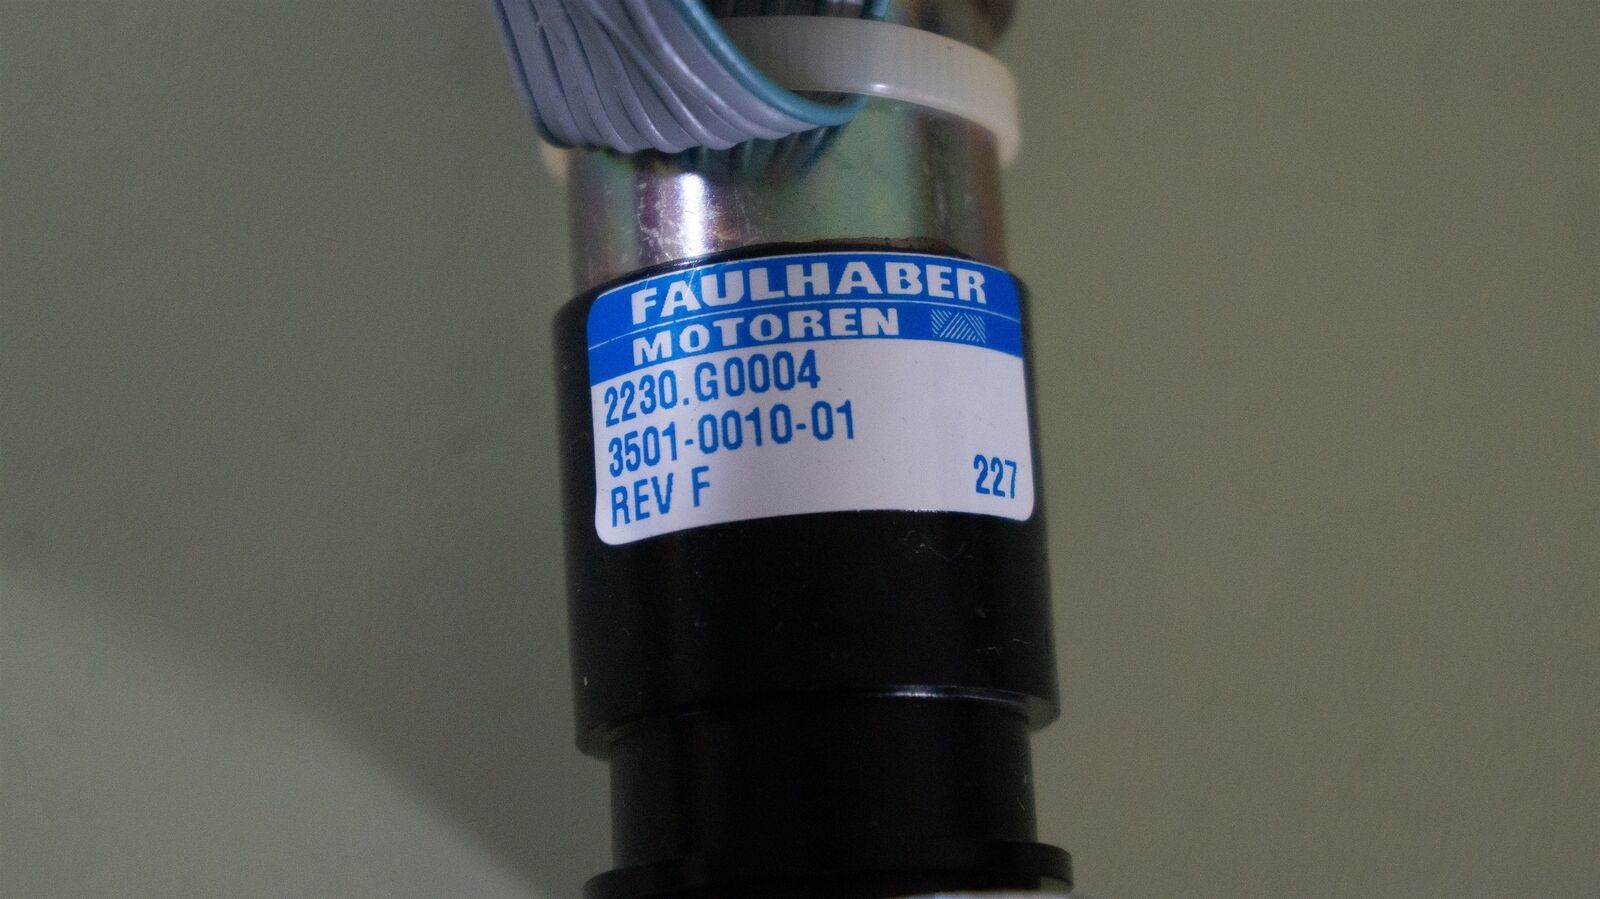 FAULHABER
MOTOREN
2230.G0004
3501-0010-01
REV F 227